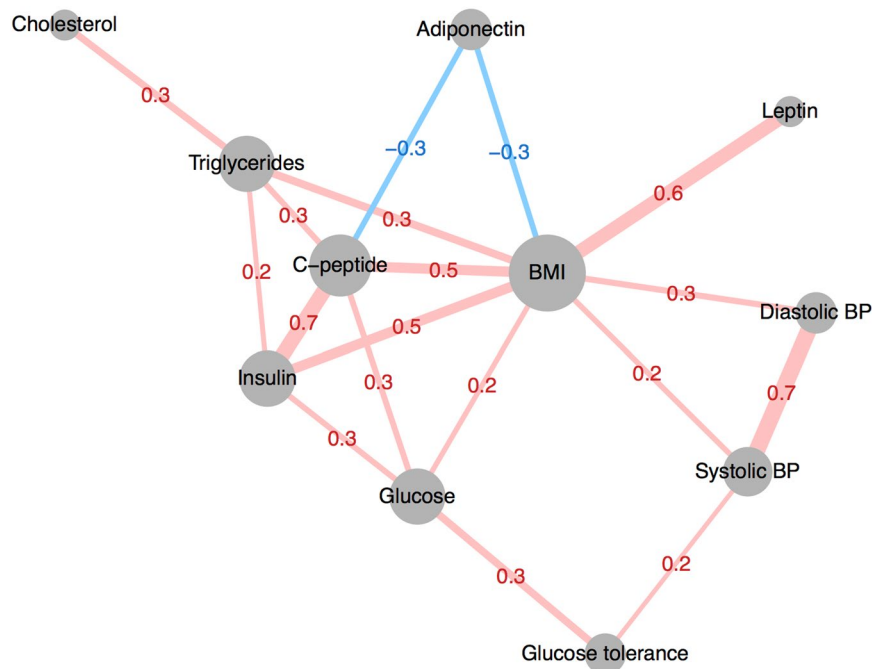 Cholesterol
Adiponectin
0.3
Leptin
−0.3
−0.3
Triglycerides
0.6
0.3
0.3
C−peptide
0.5
BMI
0.2
0.3
Diastolic BP
0.7
0.5
Insulin
0.3
0.2
0.2
0.7
0.3
Systolic BP
Glucose
0.3
0.2
Glucose tolerance